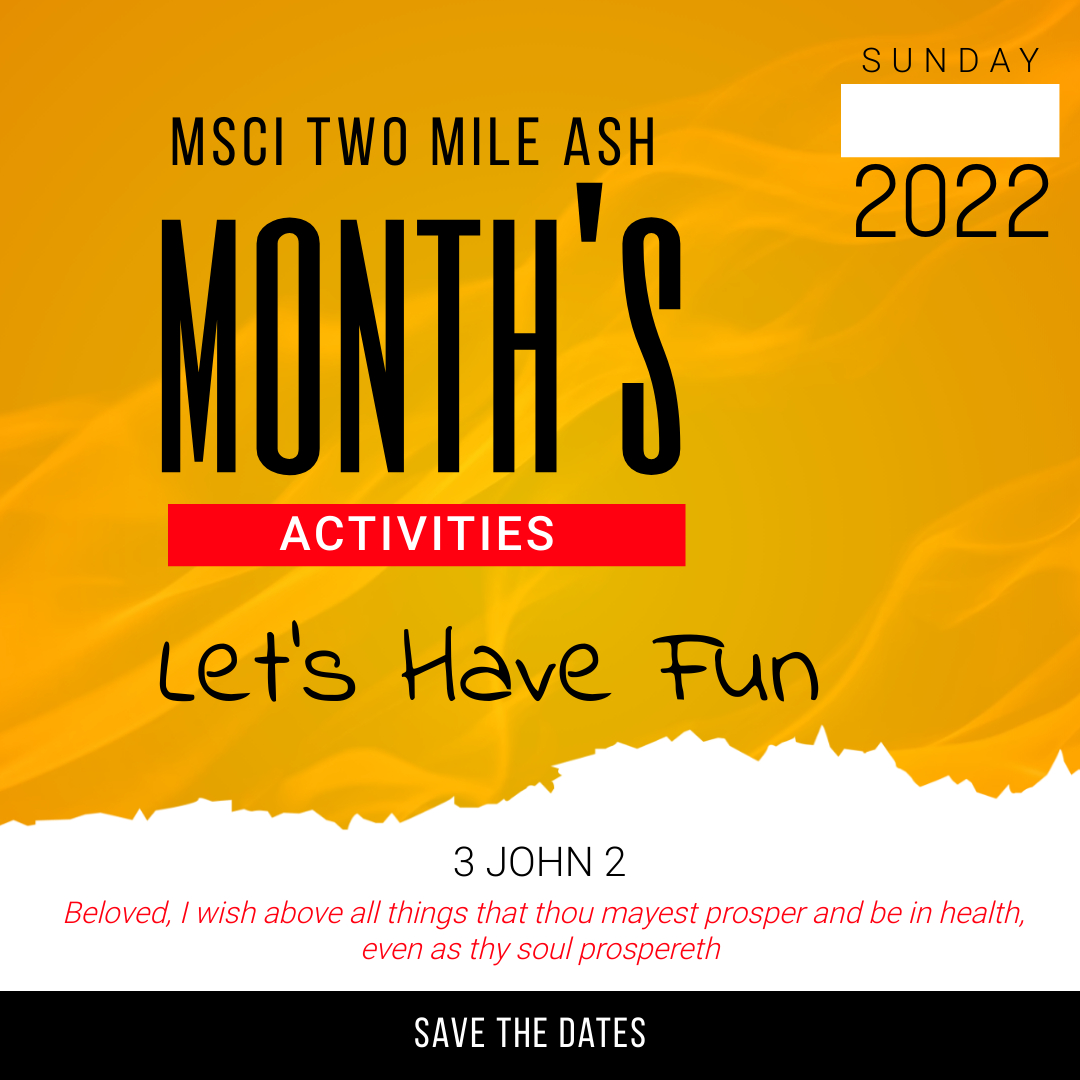 SUNDAY
2022
MSCI TWO MILE ASH
MONTH'S
ACTIVITIES
Let's Have Fun
3 JOHN 2
Beloved, I wish above all things that thou mayest prosper and be in health,
even as thy soul prospereth
SAVE THE DATES